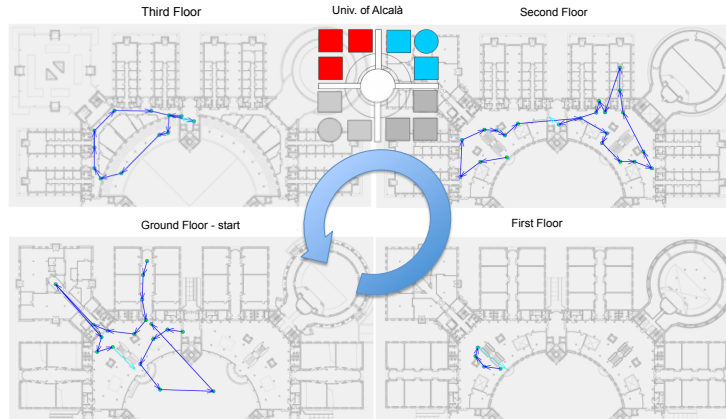 Third Floor
Univ. of Alcalà
Second Floor
Ground Floor - start
First Floor